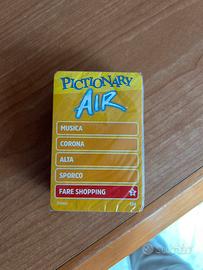 PICTIONARY
AIR
MUSICA
CORONA
ALTA
SPORCO
FARE SHOPPING